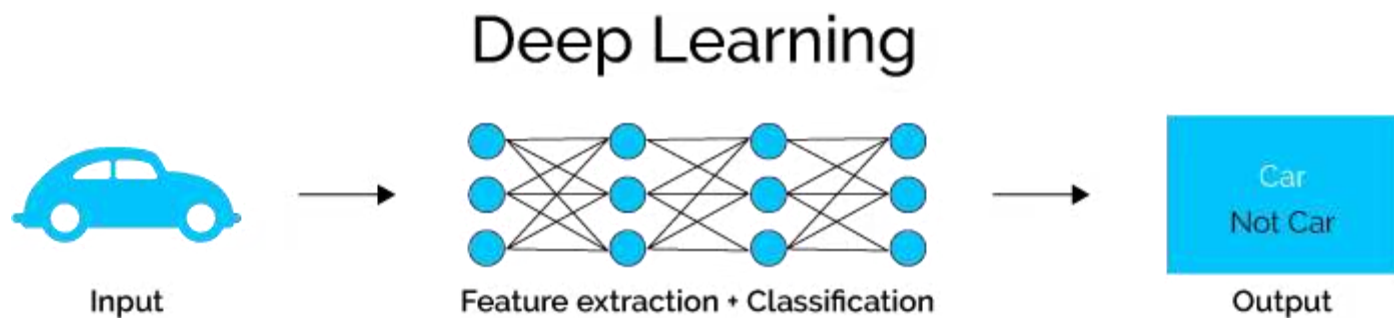 Deep Learning
Car
Not Car
Input
Feature extraction + Classification
Output